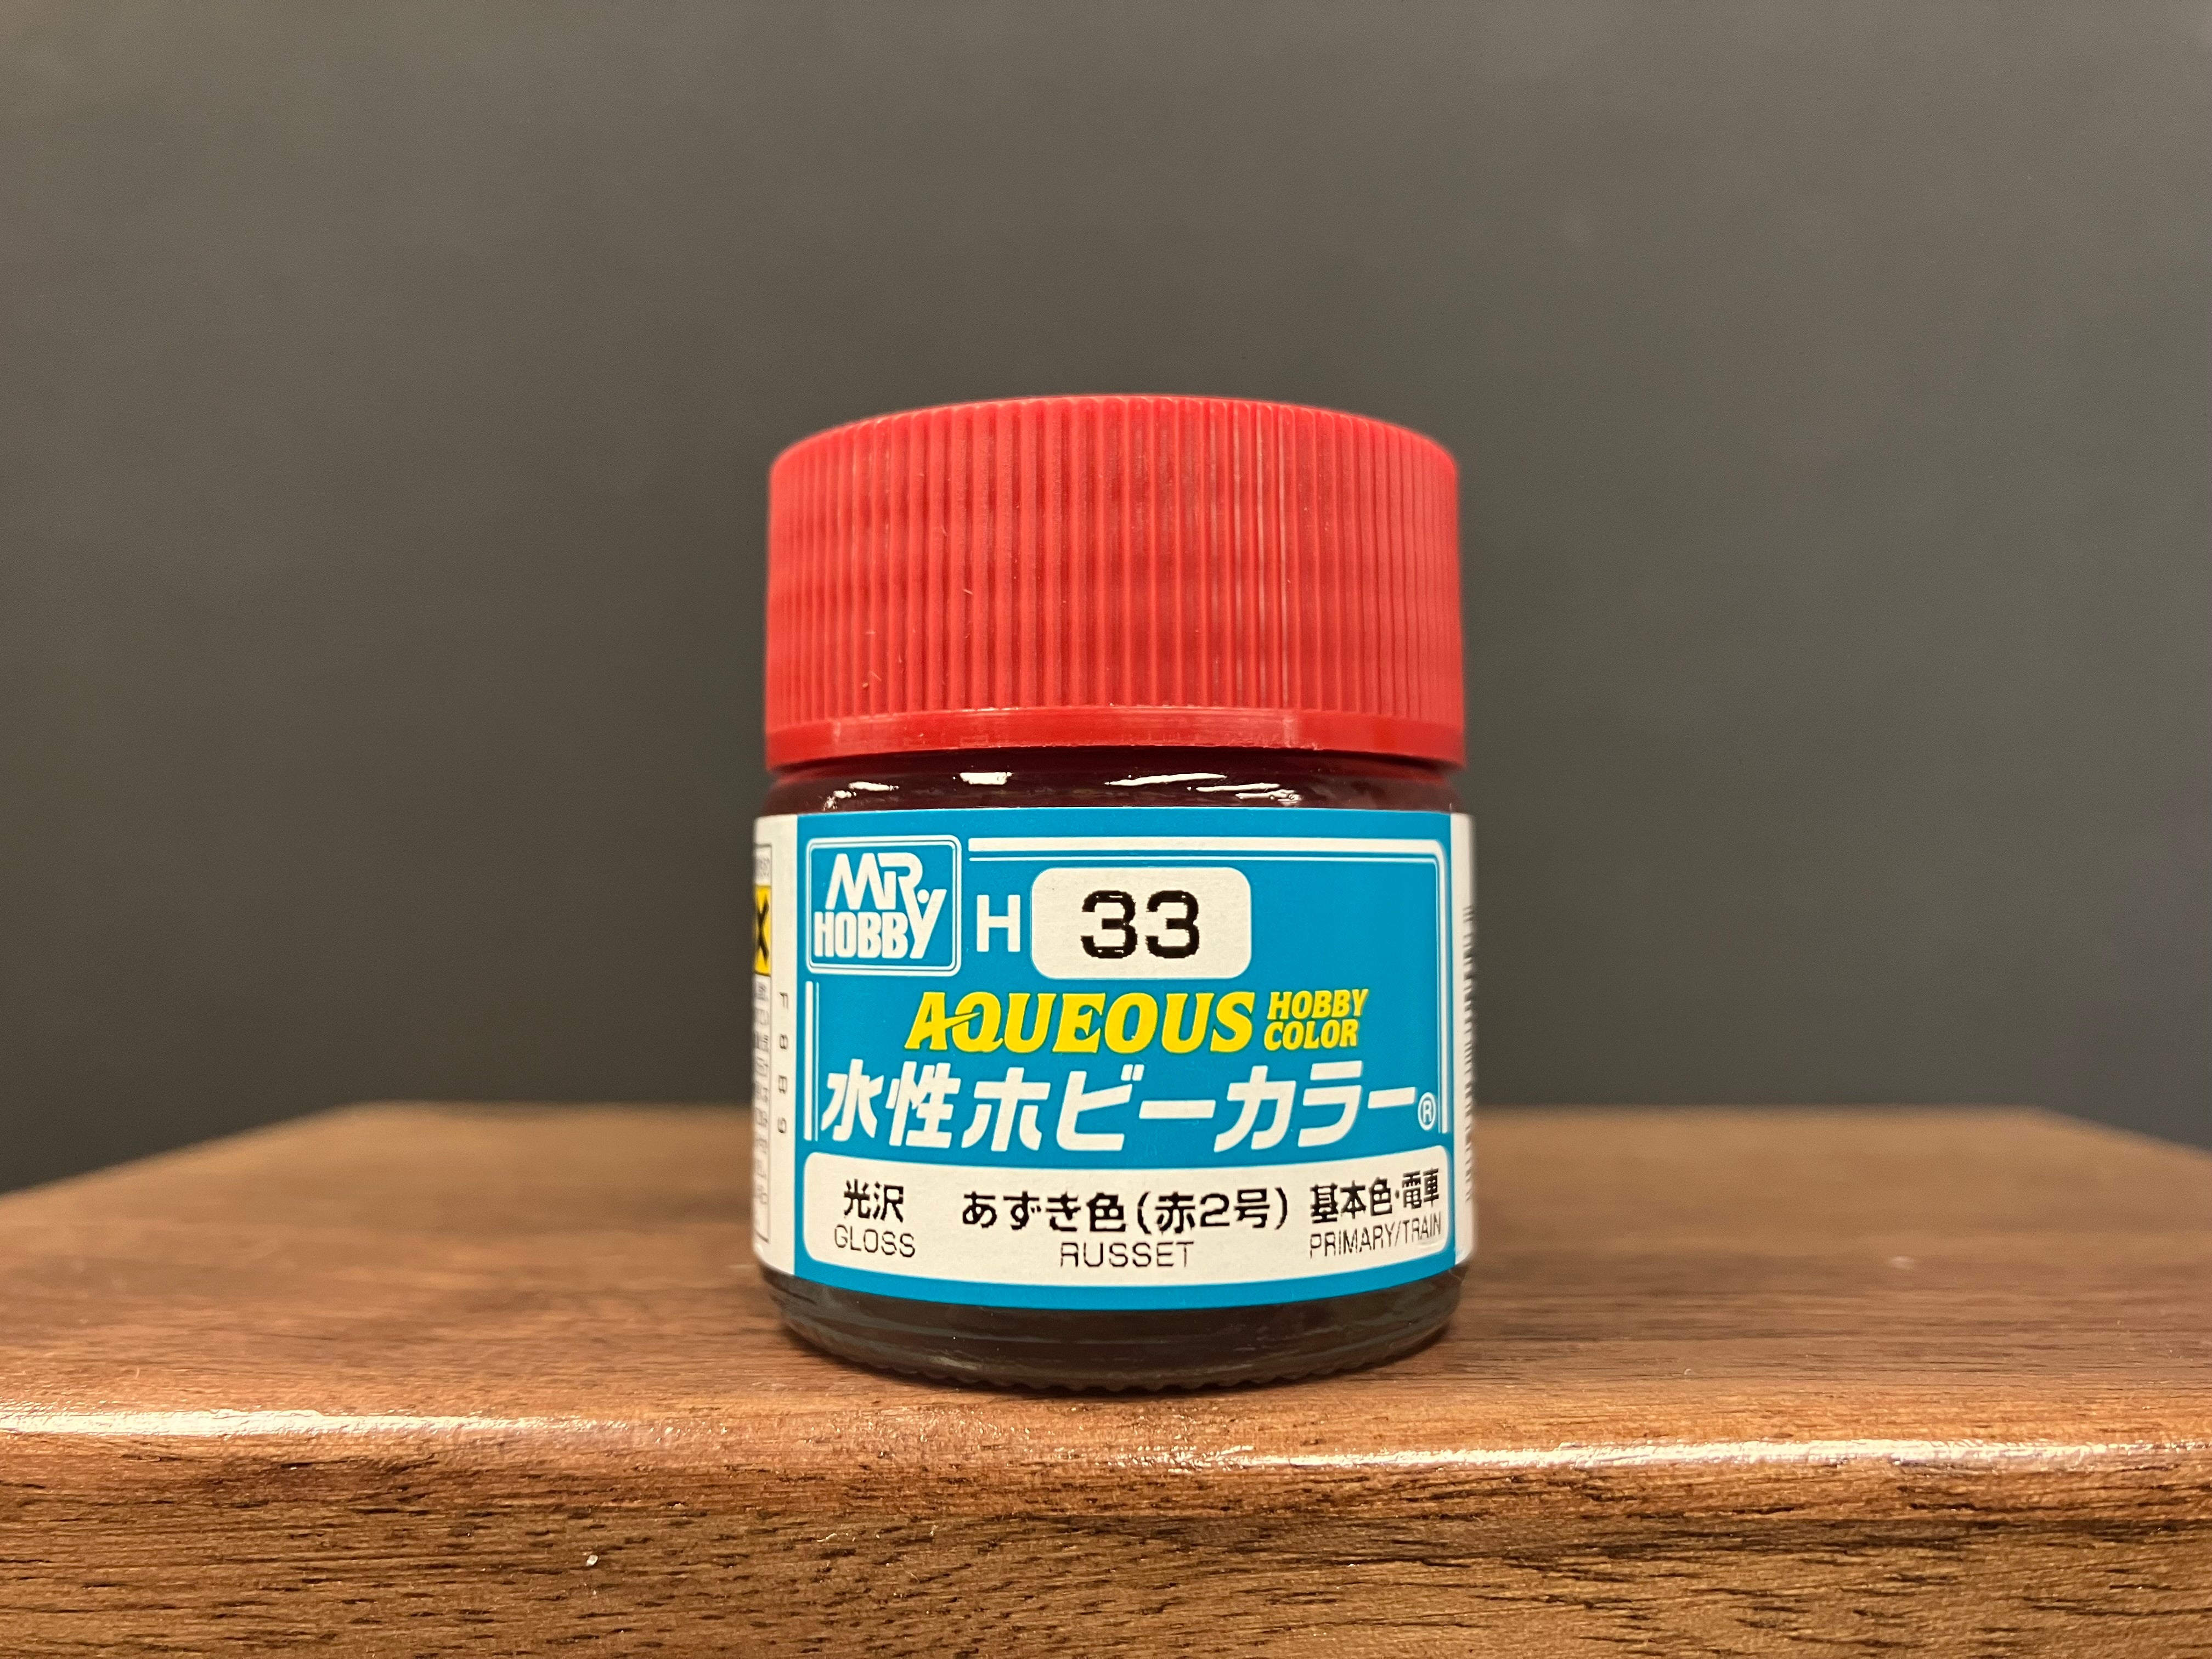 MR.HOBBY
H 33
AQUEOUS HOBBY COLOR
水性ホビーカラー®
光沢 あずき色(赤2号) 基本色・電車
GLOSS RUSSET PRIMARY/TRAIN
F8B9